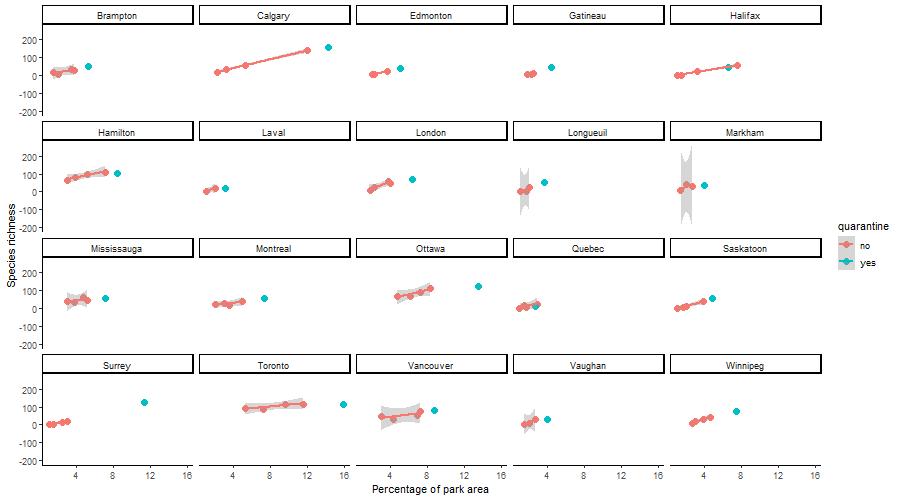 Brampton Calgary Edmonton Gatineau Halifax
200
100
0
-100
-200
Hamilton Laval London Longueuil Markham
200
100
0
-100
-200
Species richness
quarantine
no
yes
Mississauga Montreal Ottawa Quebec Saskatoon
200
100
0
-100
-200
Surrey Toronto Vancouver Vaughan Winnipeg
200
100
0
-100
-200
4 8 12 16 4 8 12 16 4 8 12 16 4 8 12 16 4 8 12 16
Percentage of park area